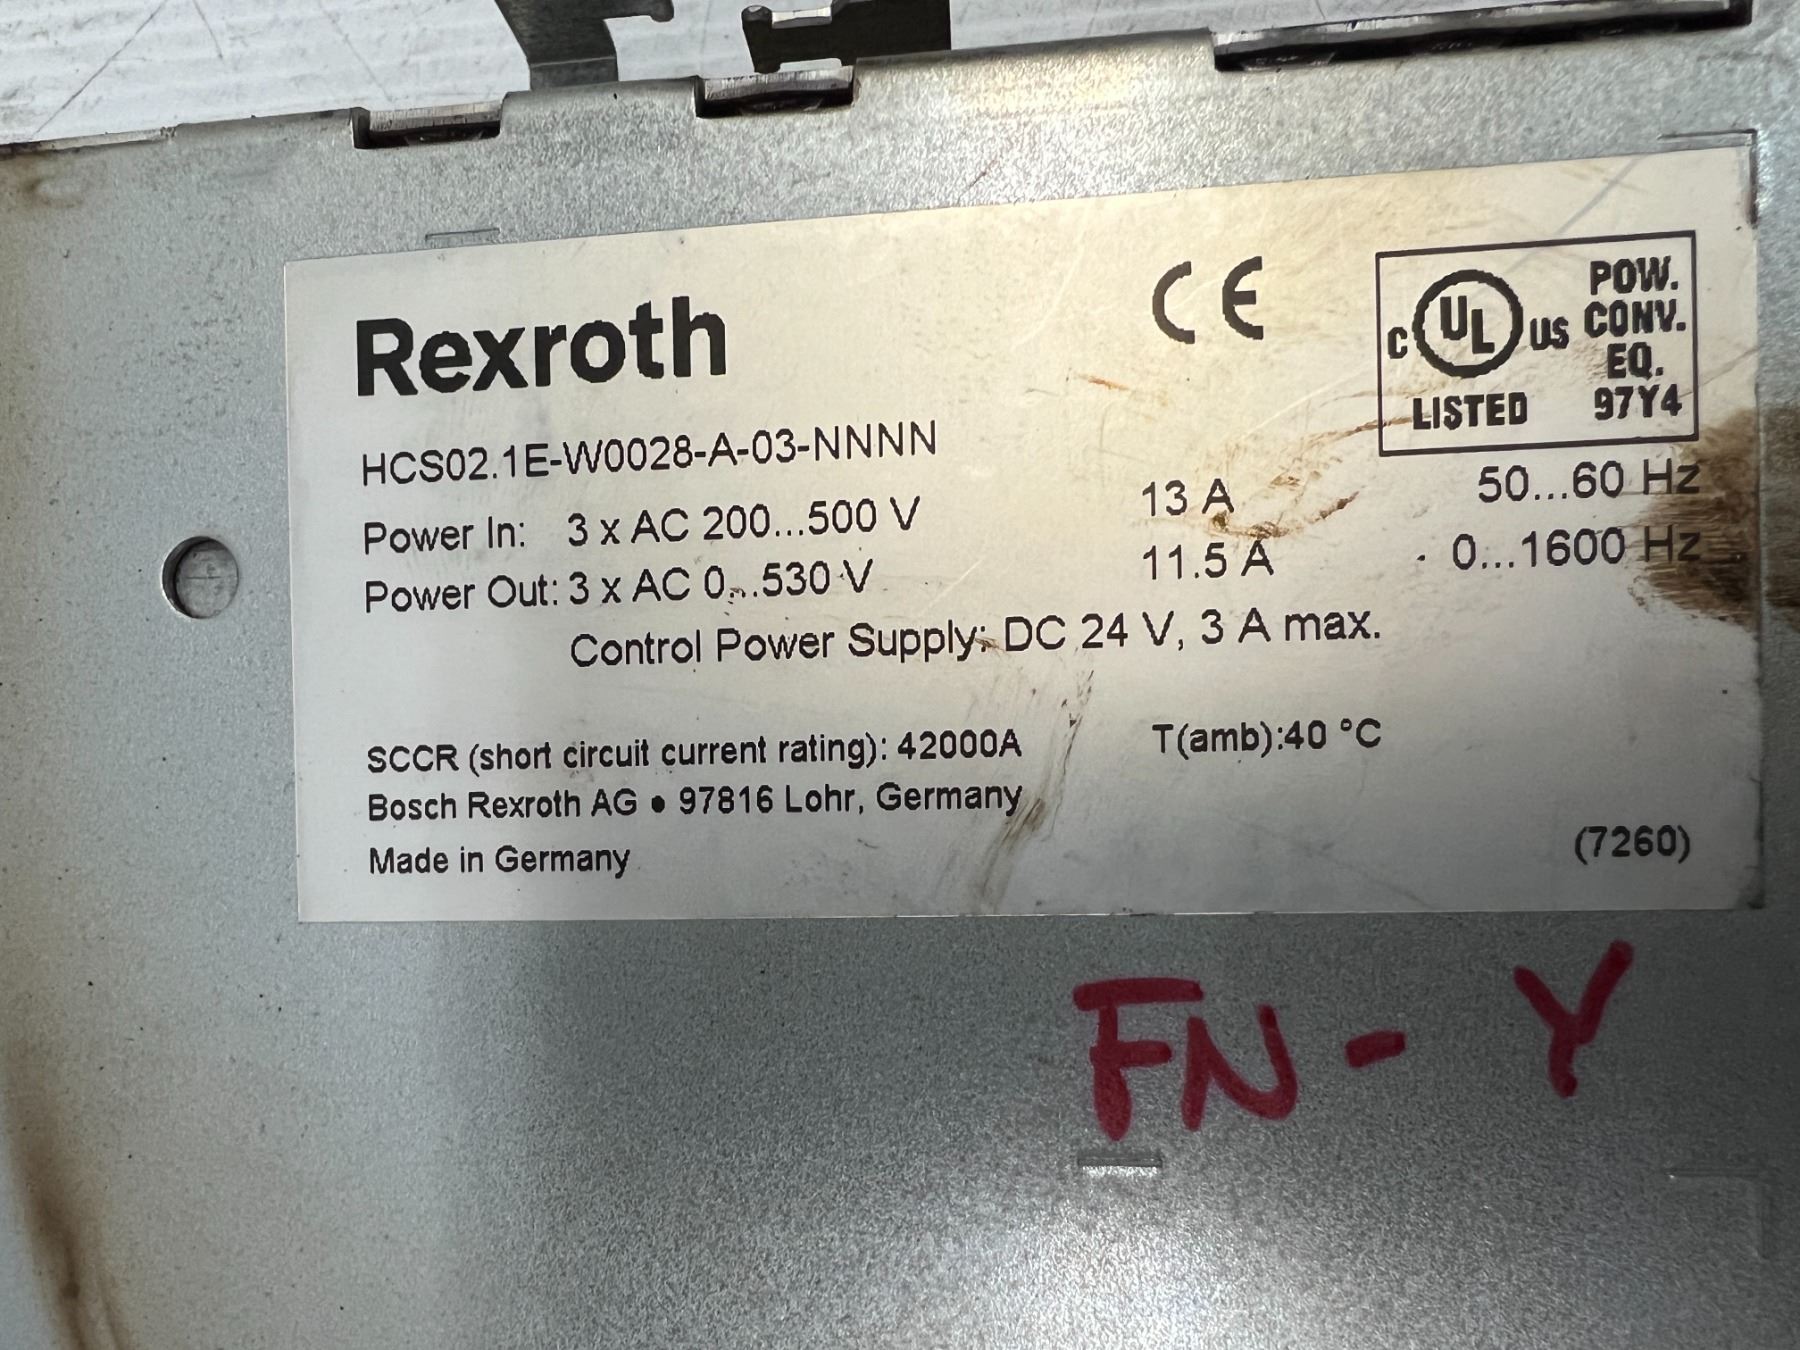 Rexroth
CE
C UL US LISTED
POW.
CONV.
EQ.
97Y4
HCS02.1E-W0028-A-03-NNNN
Power In: 3 x AC 200...500 V 13 A 50...60 Hz
Power Out: 3 x AC 0...530 V 11.5 A 0...1600 Hz
Control Power Supply: DC 24 V, 3 A max.
SCCR (short circuit current rating): 42000A T(amb):40 °C
Bosch Rexroth AG • 97816 Lohr, Germany
Made in Germany (7260)
FN - Y